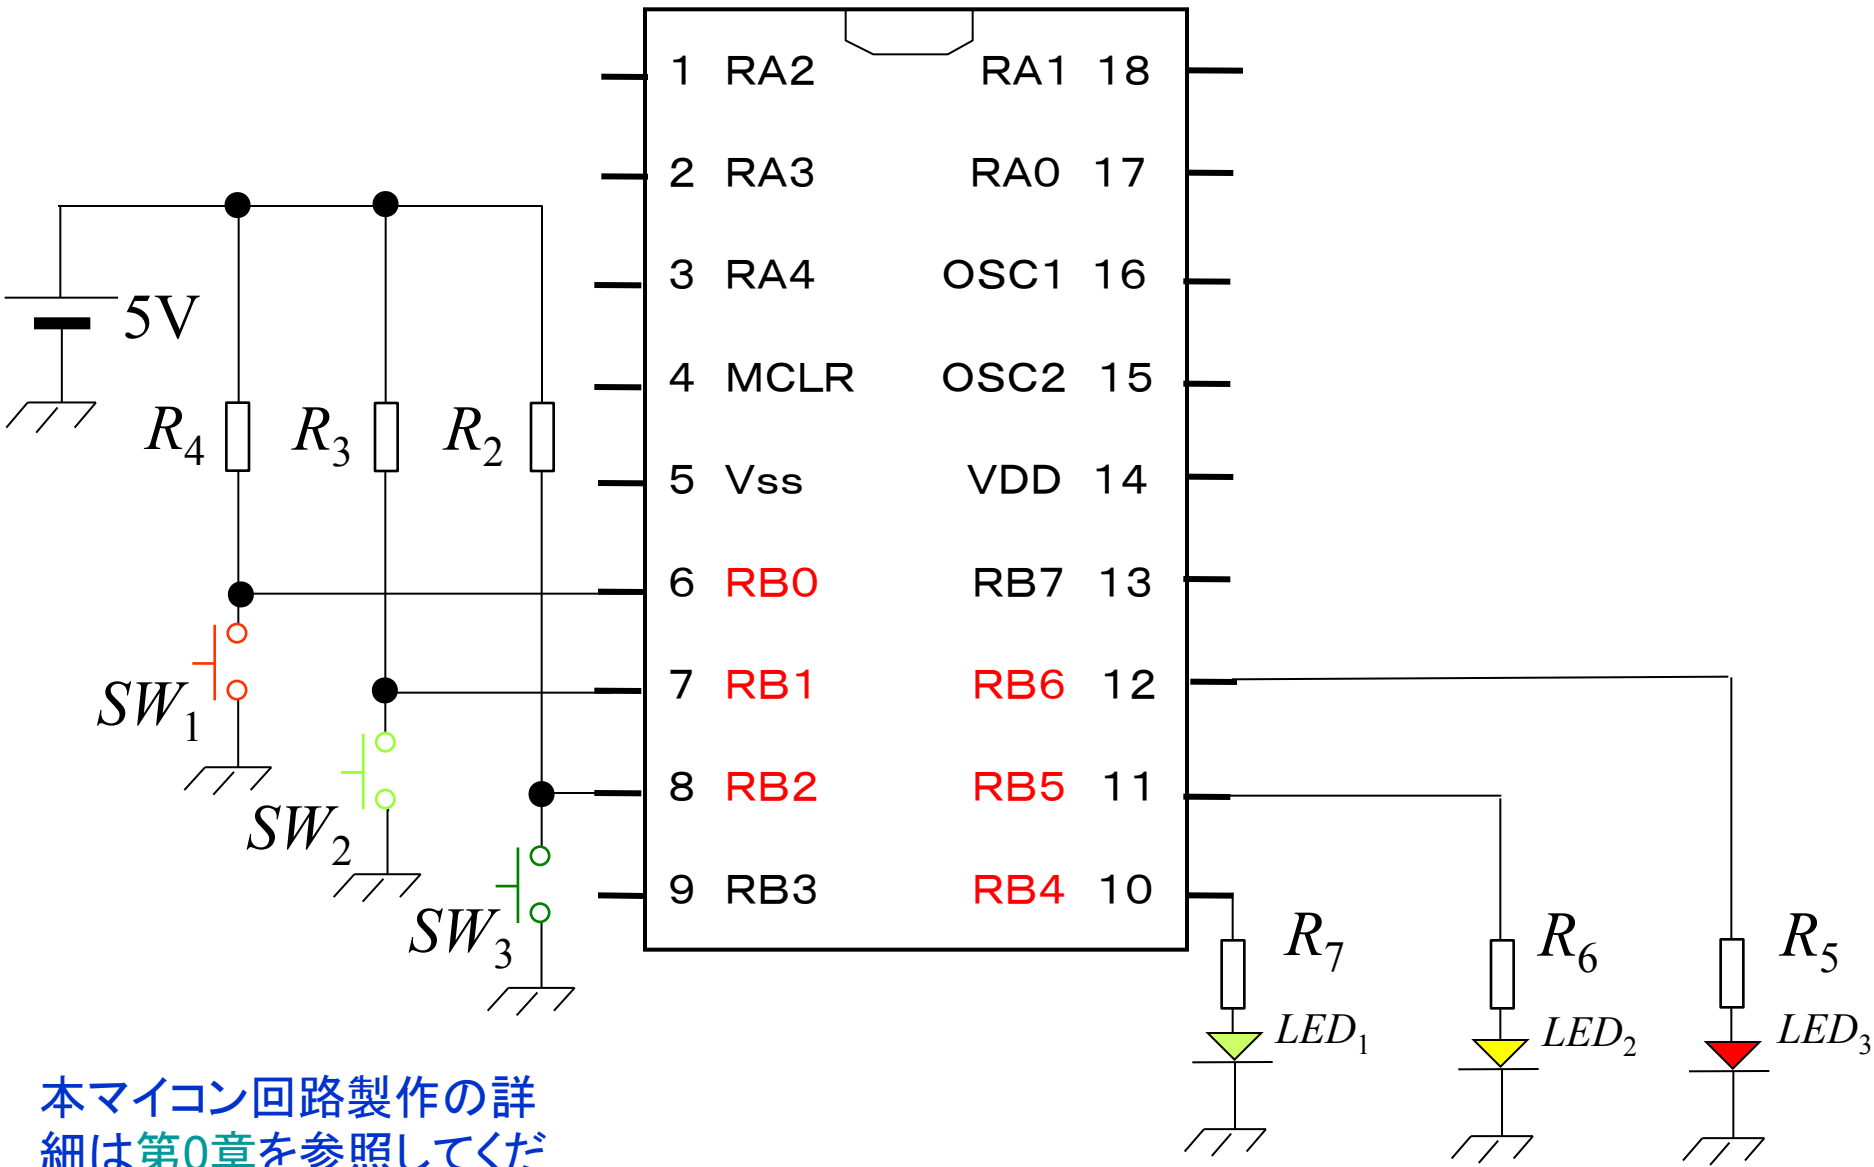 1 RA2 RA1 18
2 RA3 RA0 17
3 RA4 OSC1 16
5V
4 MCLR OSC2 15
R4 R3 R2
5 Vss VDD 14
6 RB0 RB7 13
7 RB1 RB6 12
SW1
8 RB2 RB5 11
SW2
9 RB3 RB4 10
SW3
R7 R6 R5
LED1 LED2 LED3
本マイコン回路製作の詳
細は第0章を参照してくだ